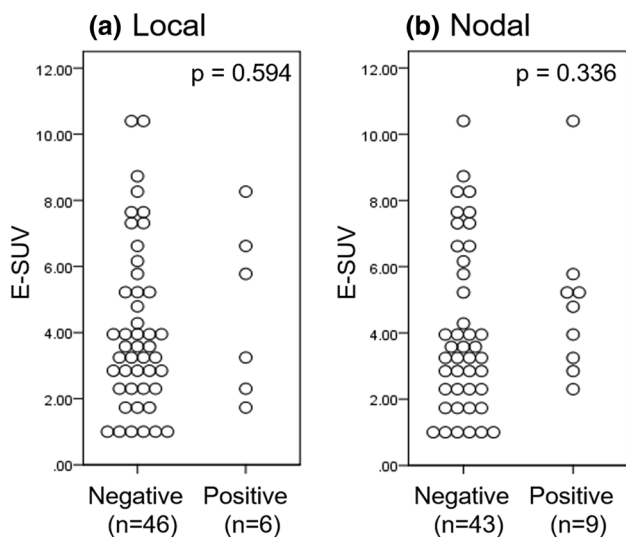 (a) Local
p = 0.594
12.00
10.00
8.00
6.00
4.00
2.00
.00
E-SUV
Negative Positive
(n=46) (n=6)
(b) Nodal
p = 0.336
12.00
10.00
8.00
6.00
4.00
2.00
.00
E-SUV
Negative Positive
(n=43) (n=9)